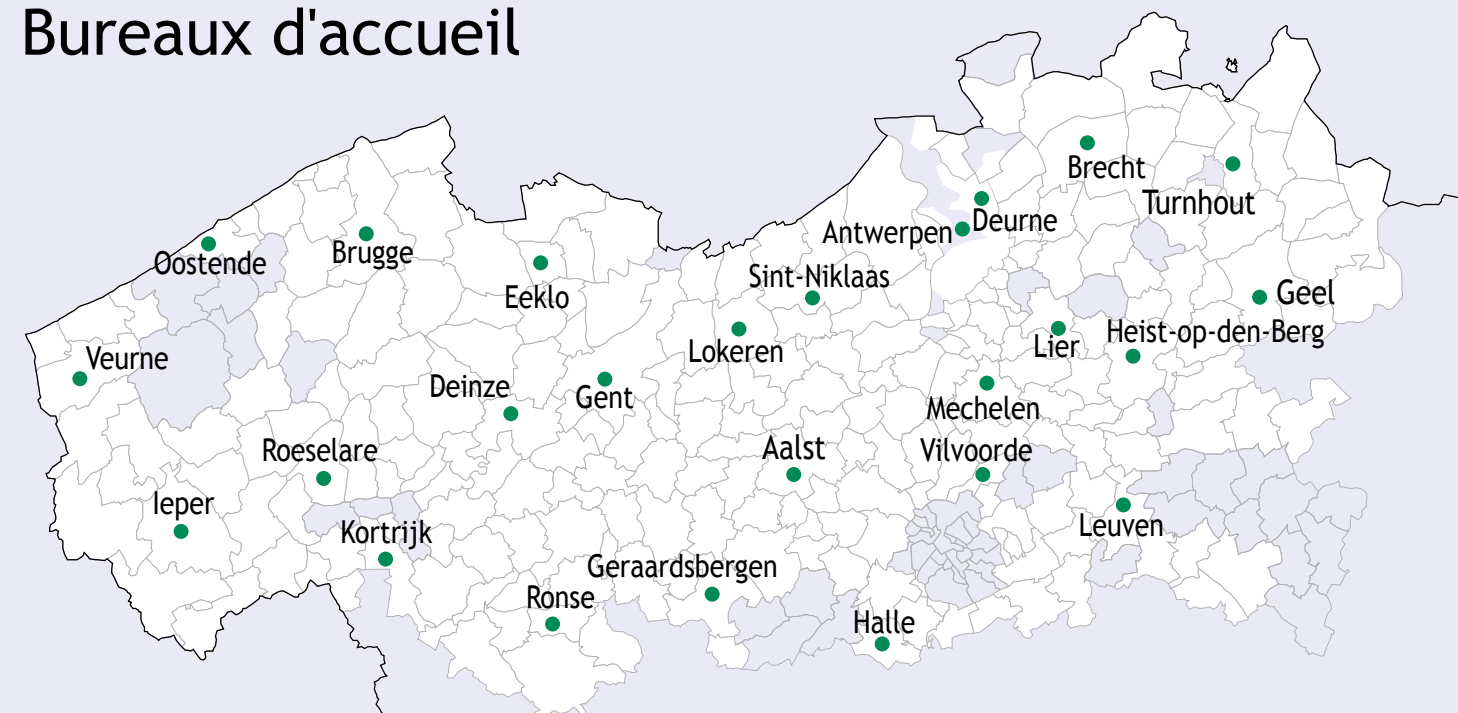 Bureaux d'accueil
Brecht
Turnhout
Deurne
Antwerpen
Brugge
Oostende
Sint-Niklaas
Eeklo
Geel
Heist-op-den-Berg
Lier
Lokeren
Veurne
Deinze
Gent
Mechelen
Roeselare
Aalst
Vilvoorde
Ieper
Kortrijk
Leuven
Geraardsbergen
Ronse
Halle